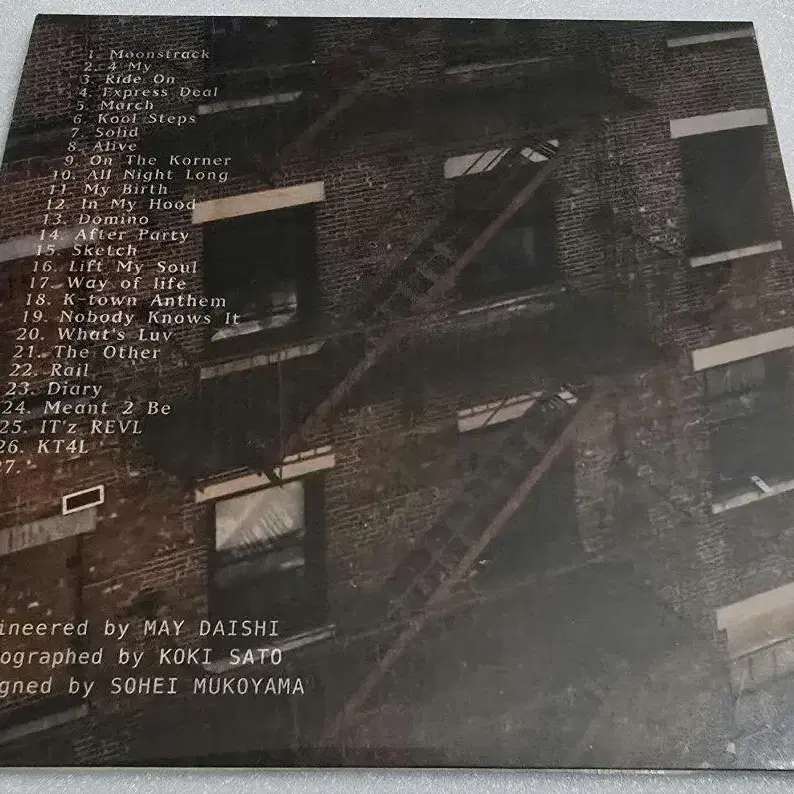 1. Moonstrack
2. 4 My
3. Ride On
4. Express Deal
5. March
6. Kool Steps
7. Solid
8. Alive
9. On The Korner
10. All Night Long
11. My Birth
12. In My Hood
13. Domino
14. After Party
15. Sketch
16. Lift My Soul
17. Way of life
18. K-town Anthem
19. Nobody Knows It
20. What's Luv
21. The Other
22. Rail
23. Diary
24. Meant 2 Be
25. IT'z REVL
26. KT4L
27.
ineered by MAY DAISHI
ographed by KOKI SATO
gned by SOHEI MUKOYAMA